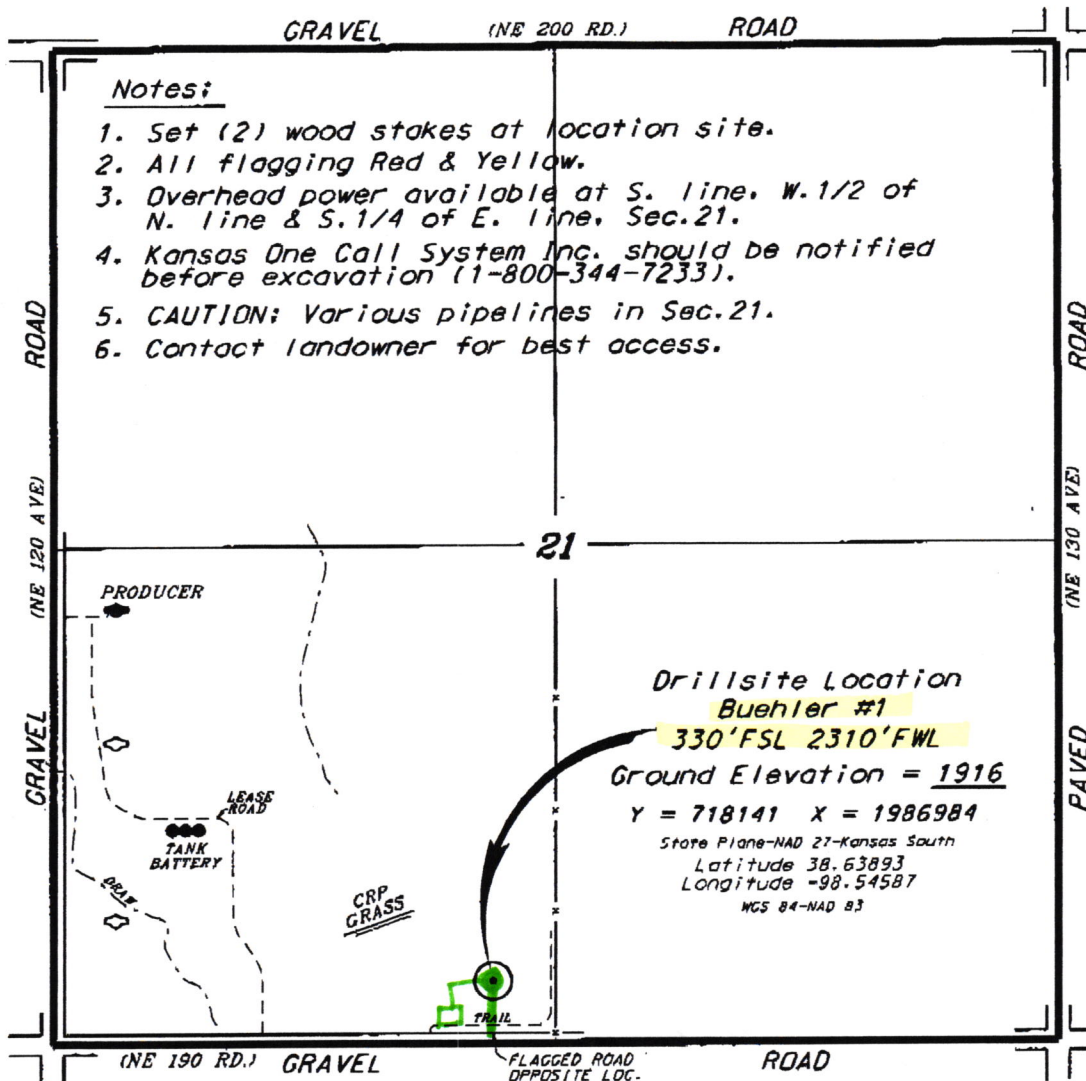 GRAVEL (NE 200 RD.) ROAD
Notes:
1. Set (2) wood stakes at location site.
2. All flagging Red & Yellow.
3. Overhead power available at S. line, W.1/2 of
N. line & S.1/4 of E. line, Sec.21.
4. Kansas One Call System Inc. should be notified
before excavation (1-800-344-7233).
5. CAUTION: Various pipelines in Sec.21.
6. Contact landowner for best access.
ROAD
(NE 120 AVE)
GRAVEL
ROAD
(NE 130 AVE)
PAVED
21
PRODUCER
LEASE
ROAD
TANK
BATTERY
DRAW
CRP
GRASS
Drillsite Location
Buehler #1
330'FSL 2310'FWL
Ground Elevation = 1916
Y = 718141 X = 1986984
State Plane-NAD 27-Kansas South
Latitude 38.63893
Longitude -98.54587
WGS 84-NAD 83
TRAIL
(NE 190 RD.) GRAVEL ROAD
FLAGGED ROAD
OPPOSITE LOC.